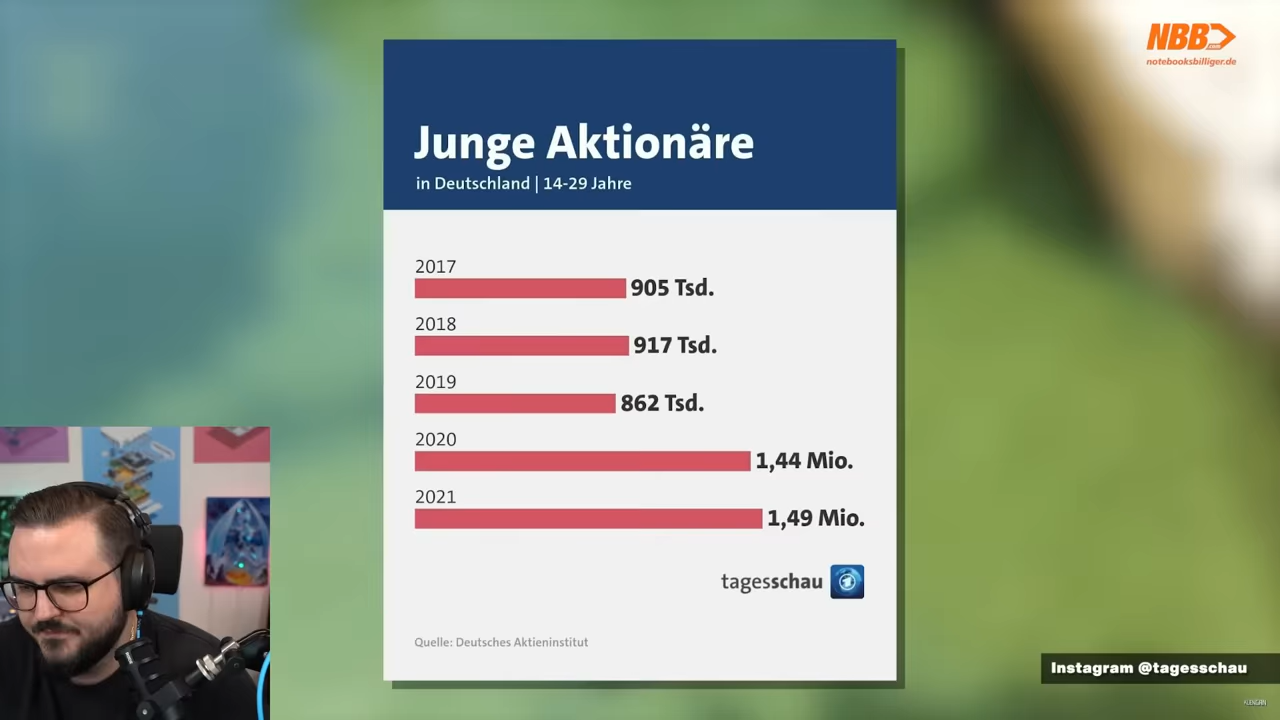 NBB.com
notebooksbilliger.de
Junge Aktionäre
in Deutschland | 14-29 Jahre
2017
905 Tsd.
2018
917 Tsd.
2019
862 Tsd.
2020
1,44 Mio.
2021
1,49 Mio.
tagesschau
Quelle: Deutsches Aktieninstitut
Instagram @tagesschau